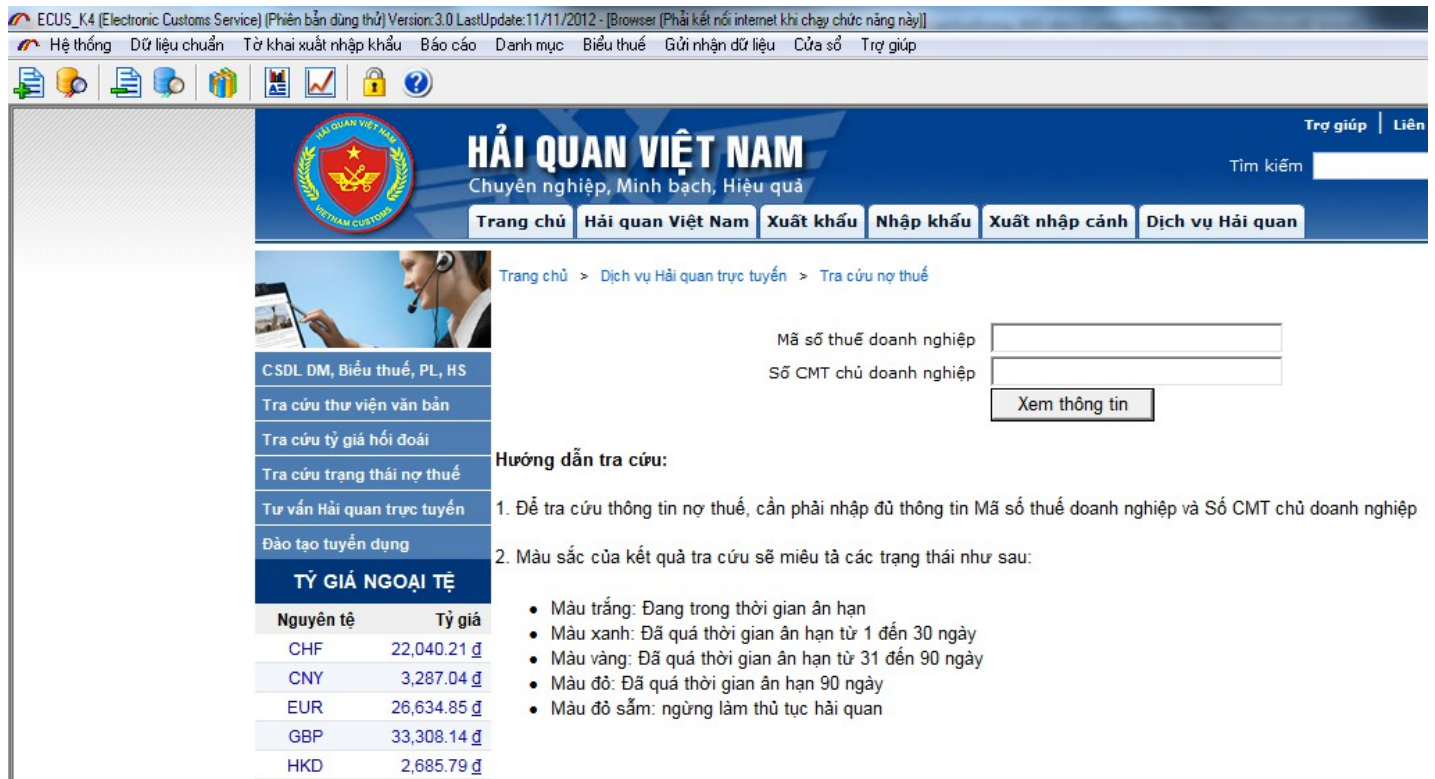 ECUS_K4 (Electronic Customs Service) (Phiên bản dùng thử) Version:3.0 LastUpdate:11/11/2012 - [Browser (Phải kết nối internet khi chạy chức năng này)]
Hệ thống Dữ liệu chuẩn Tờ khai xuất nhập khẩu Báo cáo Danh mục Biểu thuế Gửi nhận dữ liệu Cửa sổ Trợ giúp
HẢI QUAN VIỆT NAM
VIETNAM CUSTOMS
Trợ giúp | Liên
HẢI QUAN VIỆT NAM
Tìm kiếm
Chuyên nghiệp, Minh bạch, Hiệu quả
Trang chủ Hải quan Việt Nam Xuất khẩu Nhập khẩu Xuất nhập cảnh Dịch vụ Hải quan
Trang chủ > Dịch vụ Hải quan trực tuyến > Tra cứu nợ thuế
Mã số thuế doanh nghiệp
Số CMT chủ doanh nghiệp
Xem thông tin
CSDL DM, Biểu thuế, PL, HS
Tra cứu thư viện văn bản
Tra cứu tỷ giá hối đoái
Tra cứu trạng thái nợ thuế
Tư vấn Hải quan trực tuyến
Đào tạo tuyển dụng
TỶ GIÁ NGOẠI TỆ
Nguyên tệ Tỷ giá
CHF 22,040.21 đ
CNY 3,287.04 đ
EUR 26,634.85 đ
GBP 33,308.14 đ
HKD 2,685.79 đ
Hướng dẫn tra cứu:
1. Để tra cứu thông tin nợ thuế, cần phải nhập đủ thông tin Mã số thuế doanh nghiệp và Số CMT chủ doanh nghiệp
2. Màu sắc của kết quả tra cứu sẽ miêu tả các trạng thái như sau:
● Màu trắng: Đang trong thời gian ân hạn
● Màu xanh: Đã quá thời gian ân hạn từ 1 đến 30 ngày
● Màu vàng: Đã quá thời gian ân hạn từ 31 đến 90 ngày
● Màu đỏ: Đã quá thời gian ân hạn 90 ngày
● Màu đỏ sẫm: ngừng làm thủ tục hải quan